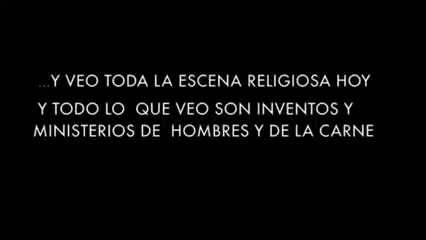 ...Y VEO TODA LA ESCENA RELIGIOSA HOY
Y TODO LO QUE VEO SON INVENTOS Y
MINISTERIOS DE HOMBRES Y DE LA CARNE